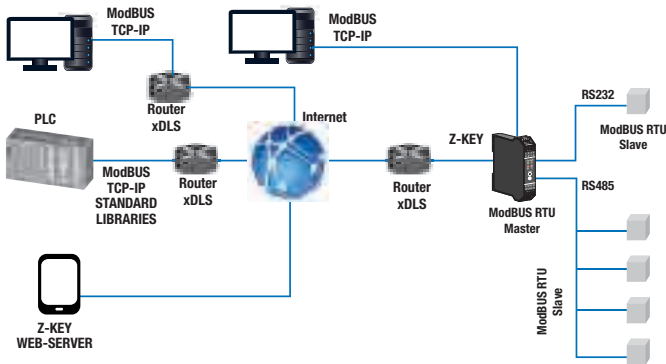 ModBUS
TCP-IP
ModBUS
TCP-IP
Router
xDLS
Internet
PLC
ModBUS
TCP-IP
STANDARD
LIBRARIES
Router
xDLS
Router
xDLS
Z-KEY
ModBUS RTU
Master
RS232
ModBUS RTU
Slave
RS485
ModBUS RTU
Slave
Z-KEY
WEB-SERVER